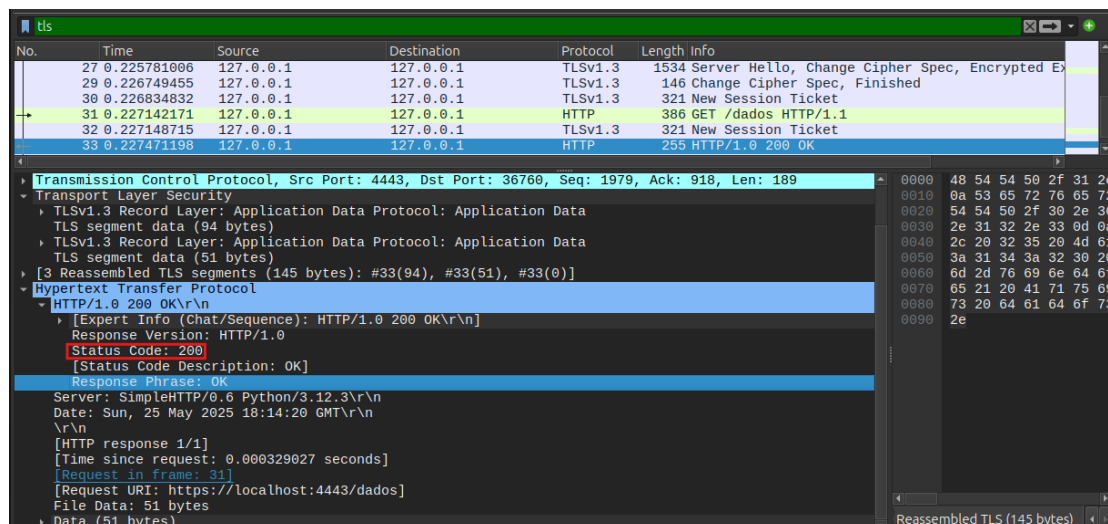 tls
No. Time Source Destination Protocol Length Info
27 0.225781006 127.0.0.1 127.0.0.1 TLSv1.3 1534 Server Hello, Change Cipher Spec, Encrypted
29 0.226749455 127.0.0.1 127.0.0.1 TLSv1.3 146 Change Cipher Spec, Finished
30 0.226834832 127.0.0.1 127.0.0.1 TLSv1.3 321 New Session Ticket
31 0.227142171 127.0.0.1 127.0.0.1 HTTP 386 GET /dados HTTP/1.1
32 0.227148715 127.0.0.1 127.0.0.1 TLSv1.3 321 New Session Ticket
33 0.227471198 127.0.0.1 127.0.0.1 HTTP 255 HTTP/1.0 200 OK
Transmission Control Protocol, Src Port: 4443, Dst Port: 36760, Seq: 1979, Ack: 918, Len: 189
Transport Layer Security
TLSv1.3 Record Layer: Application Data Protocol: Application Data
TLS segment data (94 bytes)
TLSv1.3 Record Layer: Application Data Protocol: Application Data
TLS segment data (51 bytes)
[3 Reassembled TLS segments (145 bytes): #33(94), #33(51), #33(0)]
Hypertext Transfer Protocol
HTTP/1.0 200 OK\r\n
[Expert Info (Chat/Sequence): HTTP/1.0 200 OK\r\n]
Response Version: HTTP/1.0
Status Code: 200
[Status Code Description: OK]
Response Phrase: OK
Server: SimpleHTTP/0.6 Python/3.12.3\r\n
Date: Sun, 25 May 2025 18:14:20 GMT\r\n
\r\n
[HTTP response 1/1]
[Time since request: 0.000329027 seconds]
[Request in frame: 31]
[Request URI: https://localhost:4443/dados]
File Data: 51 bytes
Data (51 bytes)
0000 48 54 54 50 2f 31
0010 0a 53 65 72 76 65
0020 54 54 50 2f 30 2e
0030 2e 31 32 2e 33 0d
0040 2c 20 32 35 20 4d
0050 3a 31 34 3a 32 30
0060 6d 2d 76 69 6e 64
0070 65 21 20 41 71 75
0080 73 20 64 61 64 6f
0090 2e
Reassembled TLS (145 bytes)